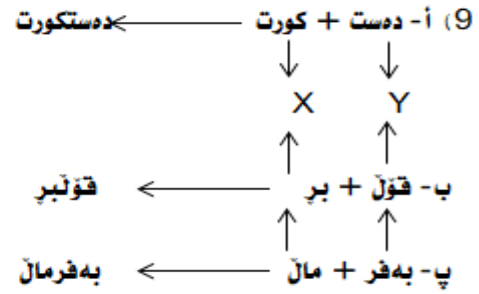 9) أ- دەست + کورت ← دەستکورت
X Y
ب- قۆڵ + بڕ ← قۆڵبڕ
پ- بەفر + ماڵ ← بەفرماڵ